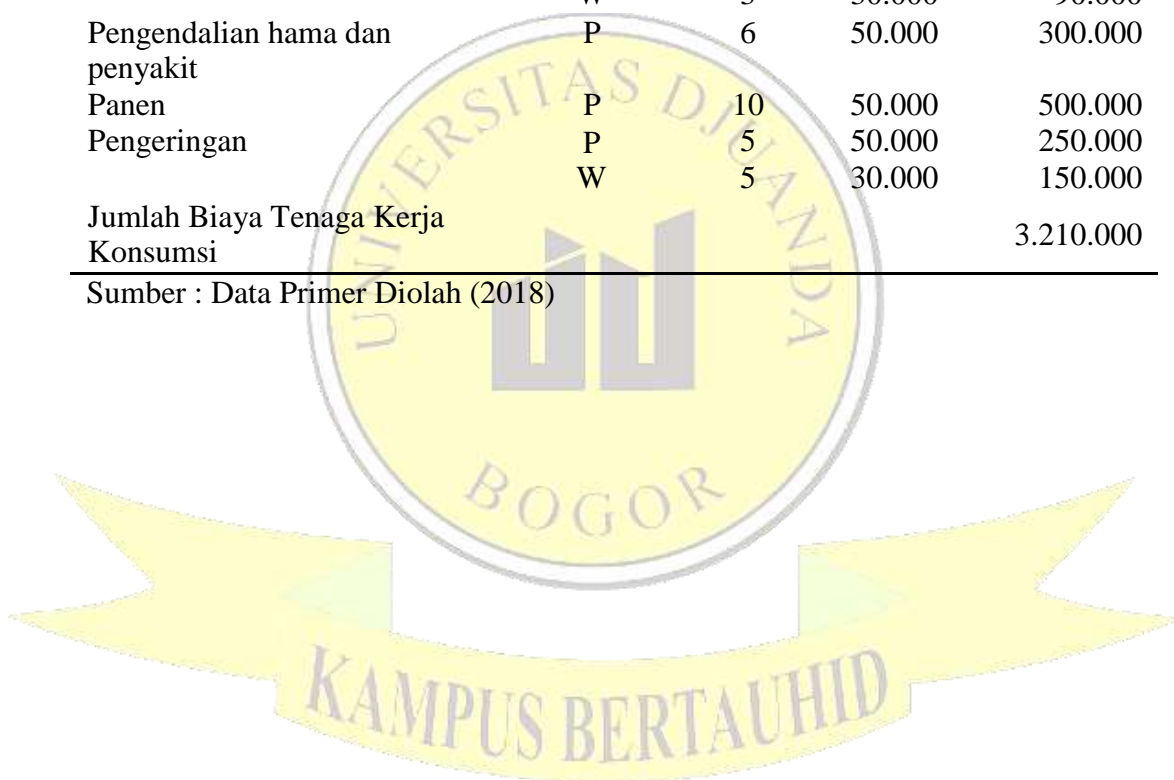 Pengendalian hama dan P 6 50.000 300.000
penyakit
Panen P 10 50.000 500.000
Pengeringan P 5 50.000 250.000
W 5 30.000 150.000
Jumlah Biaya Tenaga Kerja
Konsumsi 3.210.000
Sumber : Data Primer Diolah (2018)
UNIVERSITAS DJUANDA
BOGOR
KAMPUS BERTAUHID